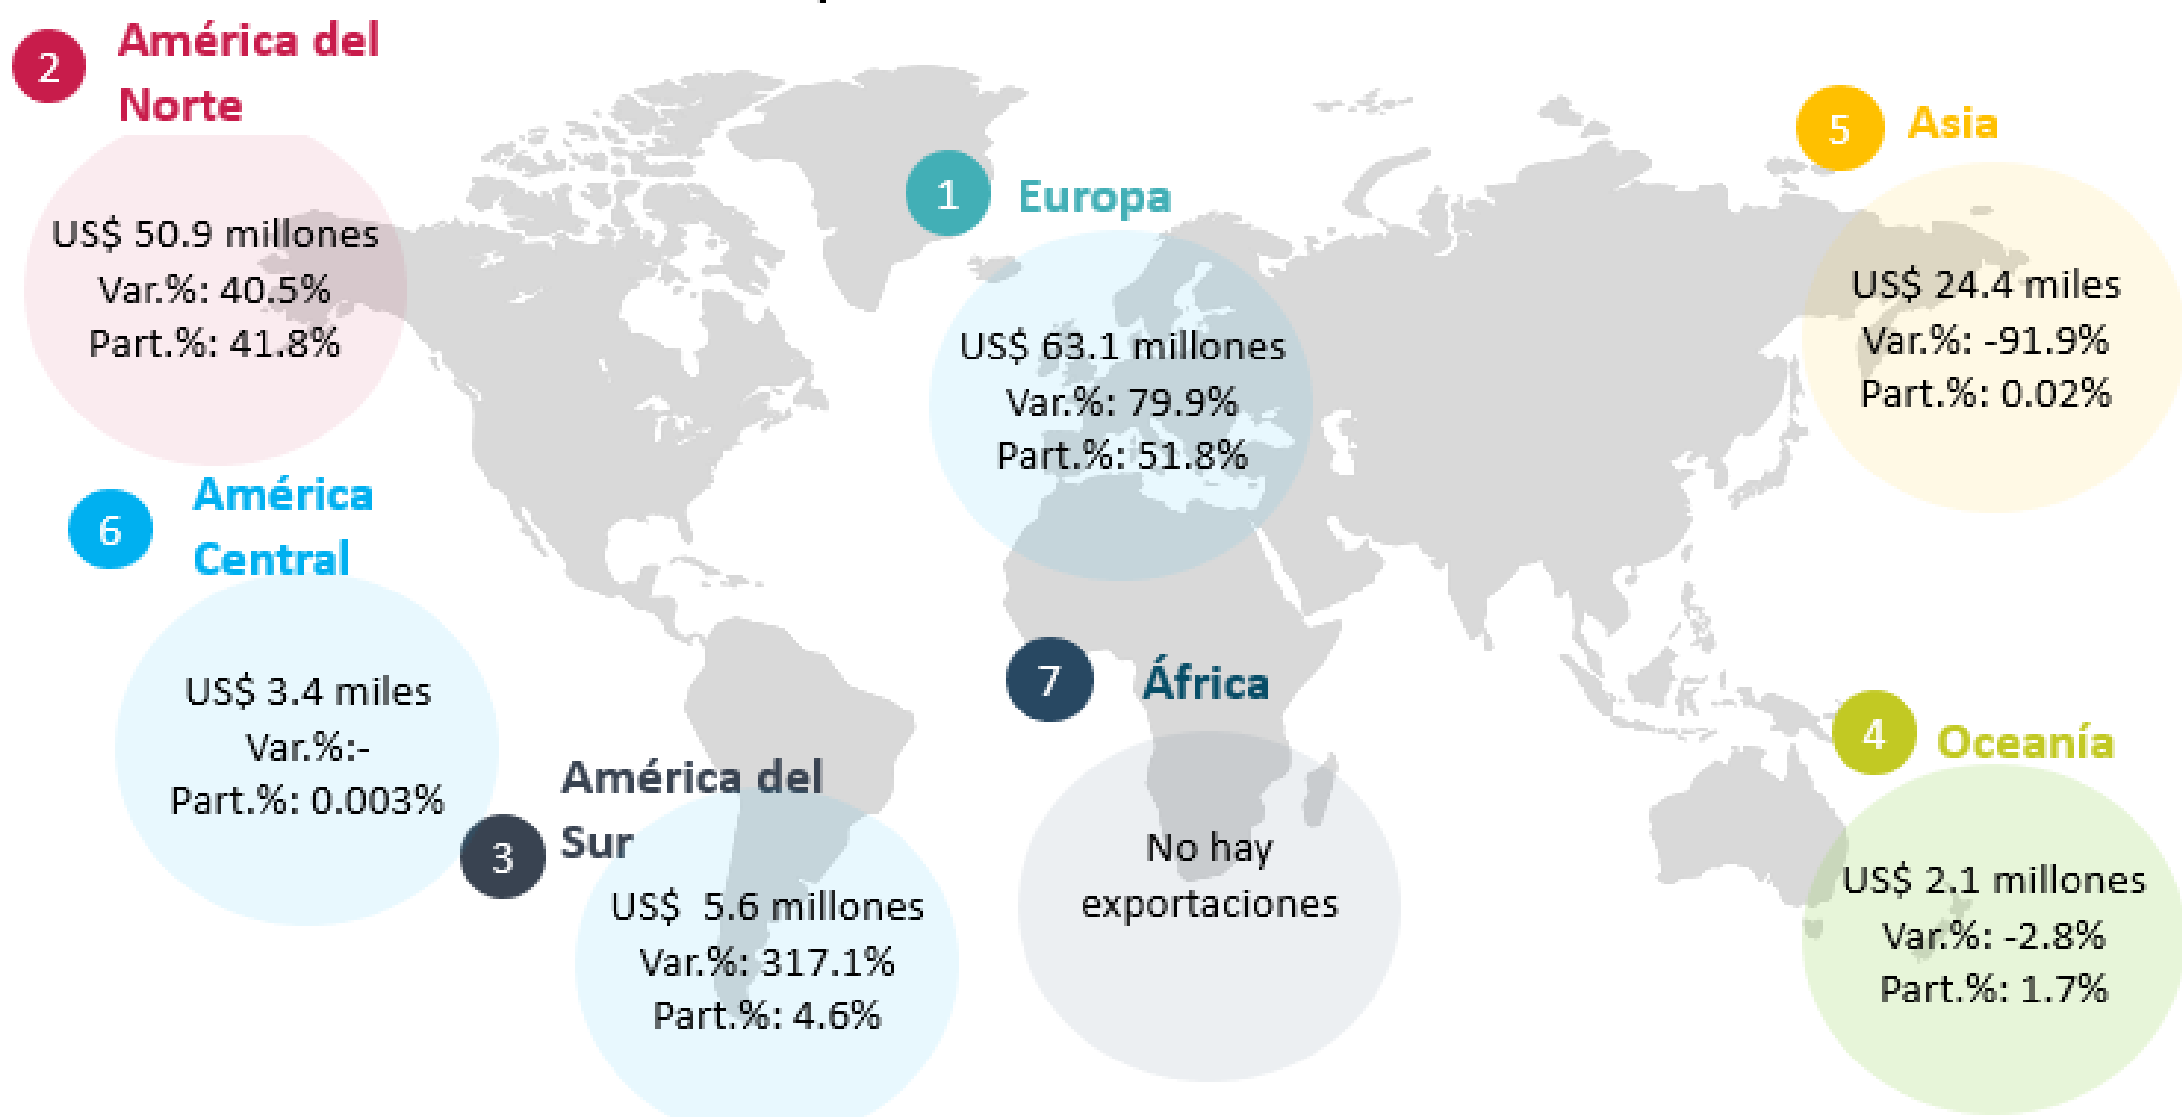 2
América del
Norte
US$ 50.9 millones
Var.%: 40.5%
Part.%: 41.8%
1
Europa
US$ 63.1 millones
Var.%: 79.9%
Part.%: 51.8%
5
Asia
US$ 24.4 miles
Var.%: -91.9%
Part.%: 0.02%
6
América
Central
US$ 3.4 miles
Var.%:-
Part.%: 0.003%
3
América del
Sur
US$  5.6 millones
Var.%: 317.1%
Part.%: 4.6%
7
África
No hay
exportaciones
4
Oceanía
US$ 2.1 millones
Var.%: -2.8%
Part.%: 1.7%